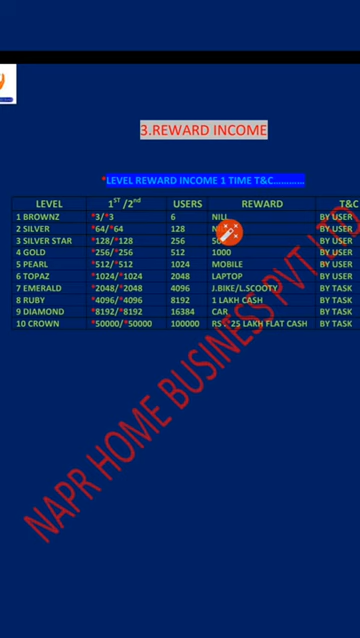 3.REWARD INCOME
*LEVEL REWARD INCOME 1 TIME T&C............
LEVEL 1ST /2nd USERS REWARD T&C
1 BROWNZ *3/*3 6 NILL BY USER
2 SILVER *64/*64 128 BY USER
3 SILVER STAR *128/*128 256 BY USER
4 GOLD *256/*256 512 1000 BY USER
5 PEARL *512/*512 1024 MOBILE BY USER
6 TOPAZ *1024/*1024 2048 LAPTOP BY USER
7 EMERALD *2048/*2048 4096 J.BIKE/L.SCOOTY BY TASK
8 RUBY *4096/*4096 8192 1 LAKH CASH BY TASK
9 DIAMOND *8192/*8192 16384 CAR BY TASK
10 CROWN *50000/*50000 100000 RS . 25 LAKH FLAT CASH BY TASK
NAPR HOME BUSINESS PVT LTD